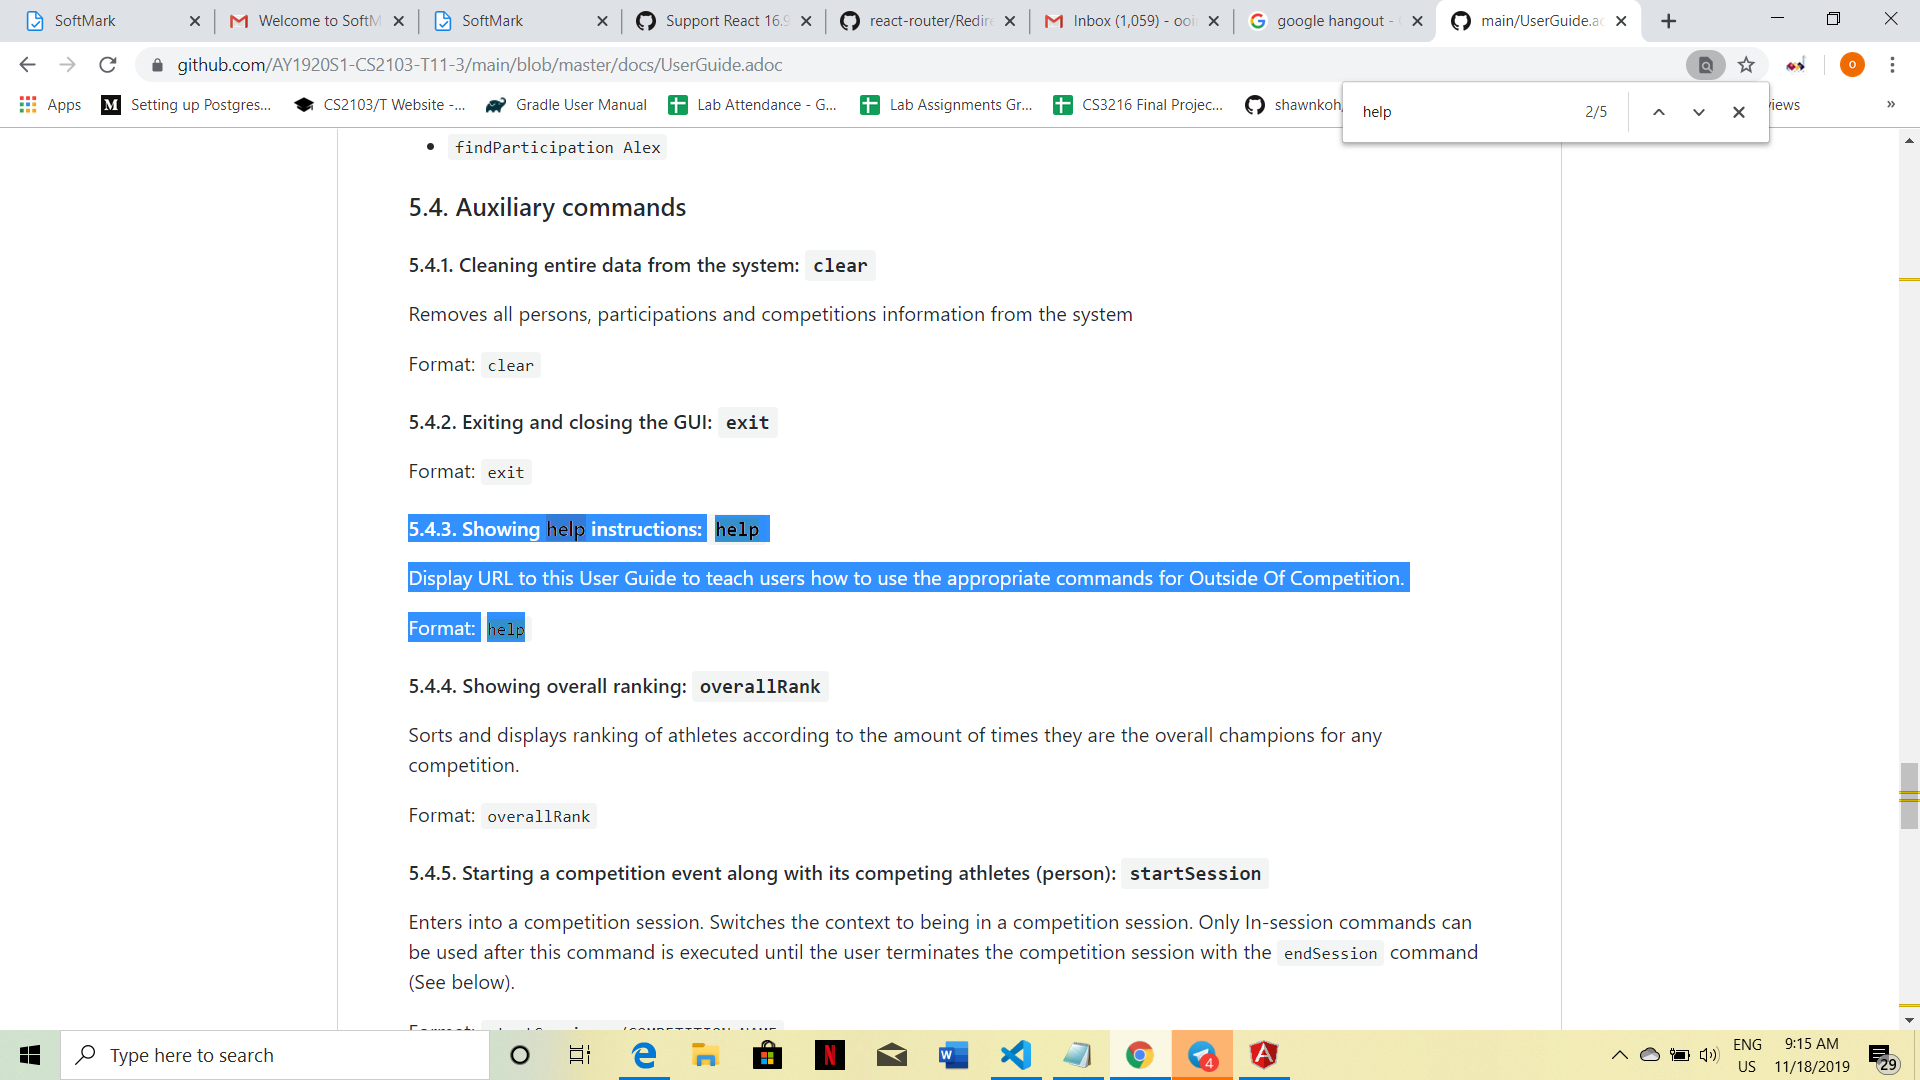 SoftMark
Welcome to SoftM
SoftMark
Support React 16.9
react-router/Redire
Inbox (1,059) - ooi
google hangout -
main/UserGuide.ad
github.com/AY1920S1-CS2103-T11-3/main/blob/master/docs/UserGuide.adoc
O
Apps
Setting up Postgres...
CS2103/T Website -...
Gradle User Manual
Lab Attendance - G...
Lab Assignments Gr...
CS3216 Final Projec...
shawnkoh
iews
»
help
2/5
findParticipation Alex
5.4. Auxiliary commands
5.4.1. Cleaning entire data from the system: clear
Removes all persons, participations and competitions information from the system
Format: clear
5.4.2. Exiting and closing the GUI: exit
Format: exit
5.4.3. Showing help instructions: help
Display URL to this User Guide to teach users how to use the appropriate commands for Outside Of Competition.
Format: help
5.4.4. Showing overall ranking: overallRank
Sorts and displays ranking of athletes according to the amount of times they are the overall champions for any
competition.
Format: overallRank
5.4.5. Starting a competition event along with its competing athletes (person): startSession
Enters into a competition session. Switches the context to being in a competition session. Only In-session commands can
be used after this command is executed until the user terminates the competition session with the endSession command
(See below).
Type here to search
4
ENG
US
9:15 AM
11/18/2019
29